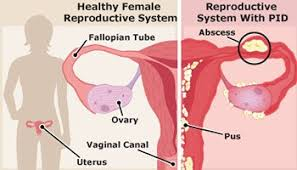 Healthy Female
Reproductive System
Fallopian Tube
Ovary
Vaginal Canal
Uterus
Reproductive
System With PID
Abscess
Pus